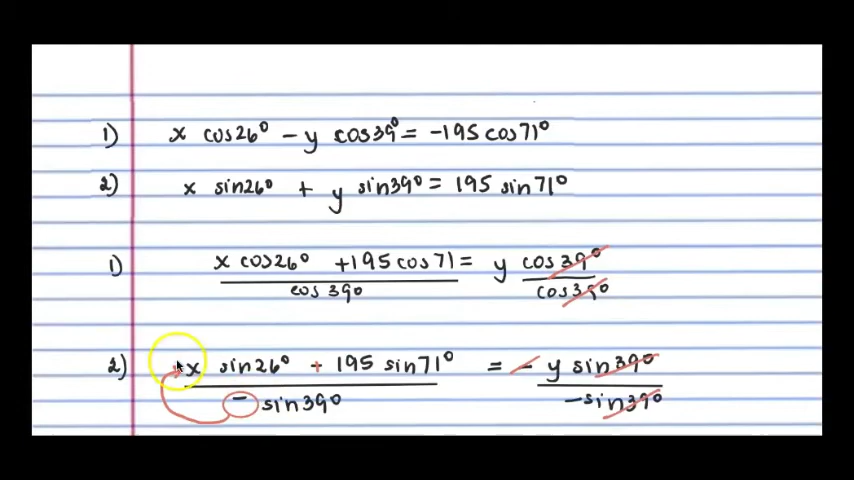 1) x cos26° - y cos39° = -195 cos71°
2) x sin26° + y sin39° = 195 sin71°
1) x cos26° +195 cos71 = y cos39°
cos 39° cos39°
2) -x sin26° + 195 sin71° = - y sin39°
- sin39° -sin39°